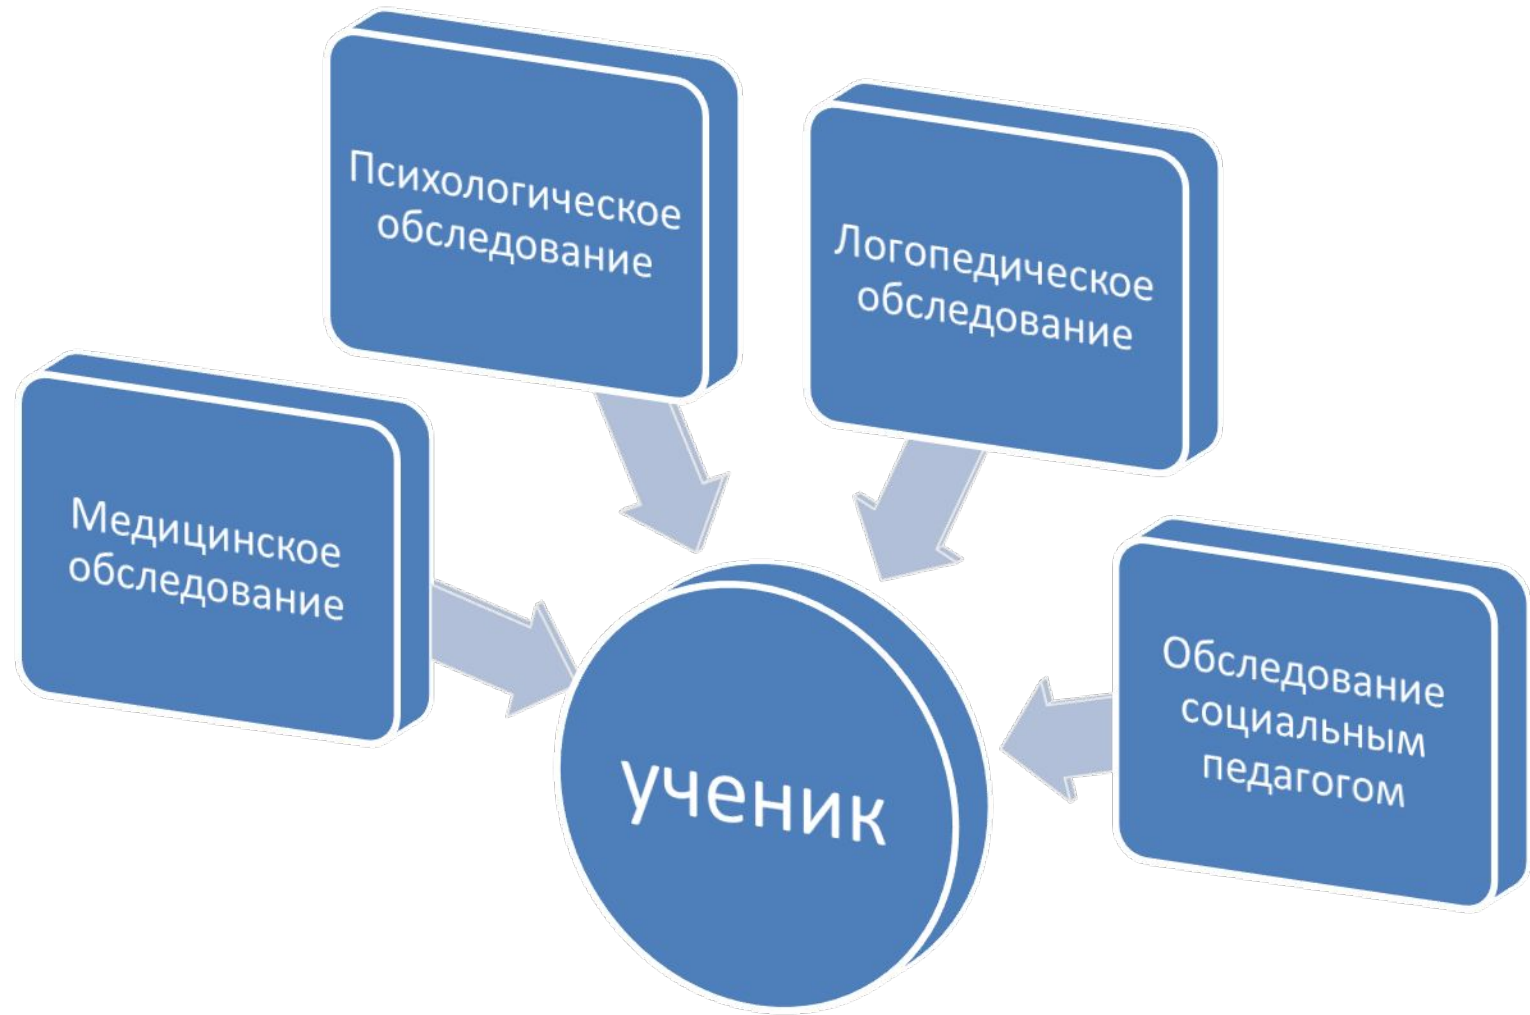 Психологическое
обследование
Логопедическое
обследование
Медицинское
обследование
Обследование
социальным
педагогом
ученик